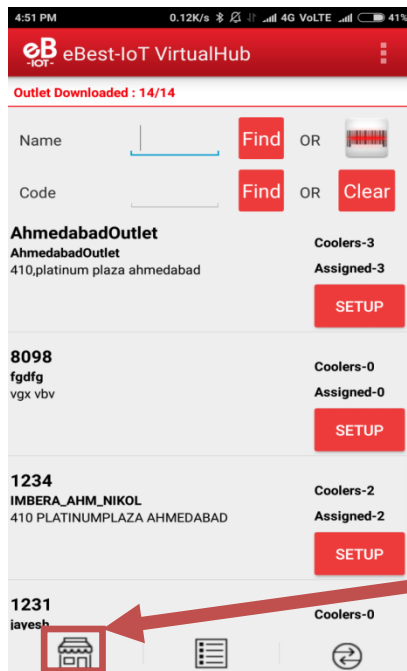 4:51 PM 0.12K/s 4G VoLTE 41%
eB
-IOT-
eBest-IoT VirtualHub
Outlet Downloaded : 14/14
Name Find OR
Code Find OR Clear
AhmedabadOutlet
AhmedabadOutlet
Coolers-3
410,platinum plaza ahmedabad
Assigned-3
SETUP
8098
fgdfg
Coolers-0
vgx vbv
Assigned-0
SETUP
1234
IMBERA_AHM_NIKOL
Coolers-2
410 PLATINUMPLAZA AHMEDABAD
Assigned-2
SETUP
1231
jayesh
Coolers-0